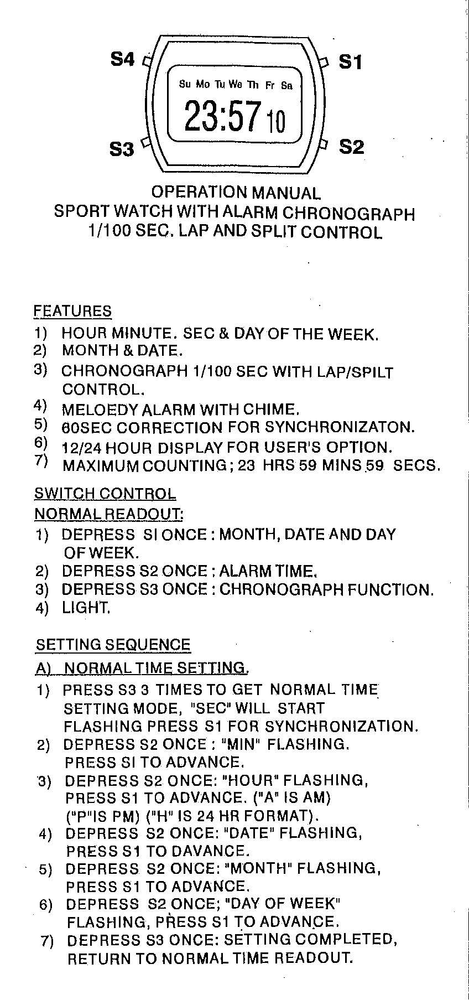 S4
S1
Su Mo Tu We Th Fr Sa
23:57 10
S3
S2
OPERATION MANUAL
SPORT WATCH WITH ALARM CHRONOGRAPH
1/100 SEC. LAP AND SPLIT CONTROL
FEATURES
1) HOUR MINUTE. SEC & DAY OF THE WEEK.
2) MONTH & DATE.
3) CHRONOGRAPH 1/100 SEC WITH LAP/SPILT
CONTROL.
4) MELOEDY ALARM WITH CHIME.
5) 60SEC CORRECTION FOR SYNCHRONIZATON.
6) 12/24 HOUR DISPLAY FOR USER'S OPTION.
7) MAXIMUM COUNTING; 23 HRS 59 MINS 59 SECS.
SWITCH CONTROL
NORMAL READOUT:
1) DEPRESS SI ONCE : MONTH, DATE AND DAY
OF WEEK.
2) DEPRESS S2 ONCE : ALARM TIME.
3) DEPRESS S3 ONCE : CHRONOGRAPH FUNCTION.
4) LIGHT.
SETTING SEQUENCE
A) NORMAL TIME SETTING.
1) PRESS S3 3 TIMES TO GET NORMAL TIME
SETTING MODE, "SEC" WILL START
FLASHING PRESS S1 FOR SYNCHRONIZATION.
2) DEPRESS S2 ONCE : "MIN" FLASHING.
PRESS SI TO ADVANCE.
3) DEPRESS S2 ONCE: "HOUR" FLASHING,
PRESS S1 TO ADVANCE. ("A" IS AM)
("P"IS PM) ("H" IS 24 HR FORMAT).
4) DEPRESS S2 ONCE: "DATE" FLASHING,
PRESS S1 TO DAVANCE.
5) DEPRESS S2 ONCE: "MONTH" FLASHING,
PRESS S1 TO ADVANCE.
6) DEPRESS S2 ONCE; "DAY OF WEEK"
FLASHING, PRESS S1 TO ADVANCE.
7) DEPRESS S3 ONCE: SETTING COMPLETED,
RETURN TO NORMAL TIME READOUT.